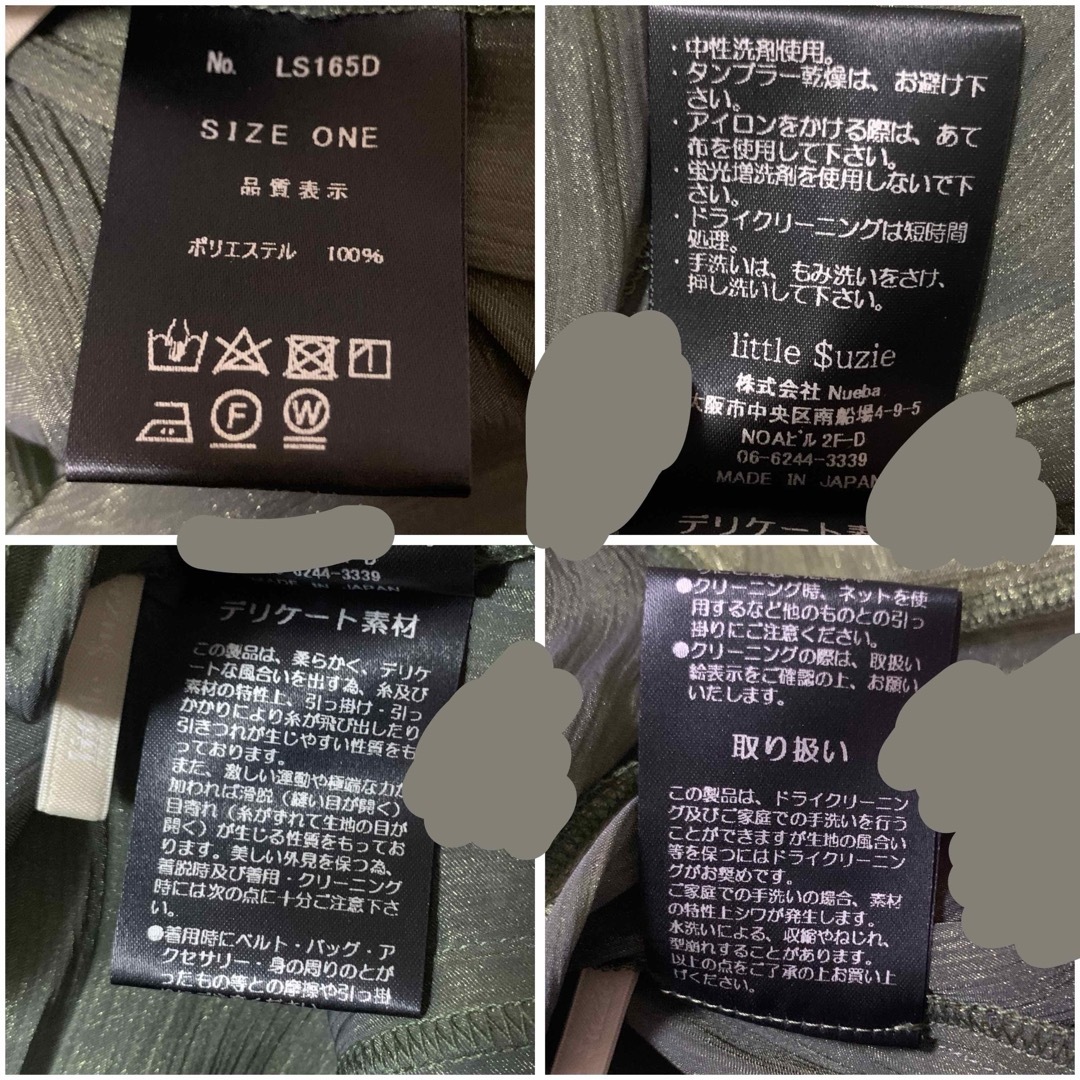 No. LS165D
SIZE ONE
品質表示
ポリエステル 100%
F W
・中性洗剤使用。
・タンブラー乾燥は、お避け下
さい。
・アイロンをかける際は、あて
布を使用して下さい。
・蛍光増洗剤を使用しないで下
さい。
・ドライクリーニングは短時間
処理。
・手洗いは、もみ洗いをさけ、
押し洗いして下さい。
little $uzie
株式会社 Nueba
大阪市中央区南船場4-9-5
NOAビル 2F-D
06-6244-3339
MADE IN JAPAN
デリケート素
6244-3339
MADE IN JAPAN
デリケート素材
この製品は、柔らかく、デリケ
ートな風合いを出す為、糸及び
素材の特性上、引っ掛け・引っ
かかりにより糸が飛び出したり
引きつれが生じやすい性質をも
っております。
また、激しい運動や極端な力が
加われば滑脱(縫い目が開く)
目寄れ(糸がずれて生地の目が
開く)が生じる性質をもってお
ります。美しい外見を保つ為、
着脱時及び着用・クリーニング
時には次の点に十分ご注意下さ
い。
●着用時にベルト・バッグ・ア
クセサリー・身の周りのとが
ったもの等との摩擦や引っ掛
●クリーニング時、ネットを使
用するなど他のものとの引っ
掛りにご注意ください。
●クリーニングの際は、取扱い
絵表示をご確認の上、お願い
いたします。
取り扱い
この製品は、ドライクリーニン
グ及びご家庭での手洗いを行う
ことができますが生地の風合い
等を保つにはドライクリーニン
グがお奨めです。
ご家庭での手洗いの場合、素材
の特性上シワが発生します。
水洗いによる、収縮やねじれ、
型崩れすることがあります。
以上の点をご了承の上お買い上
げください。